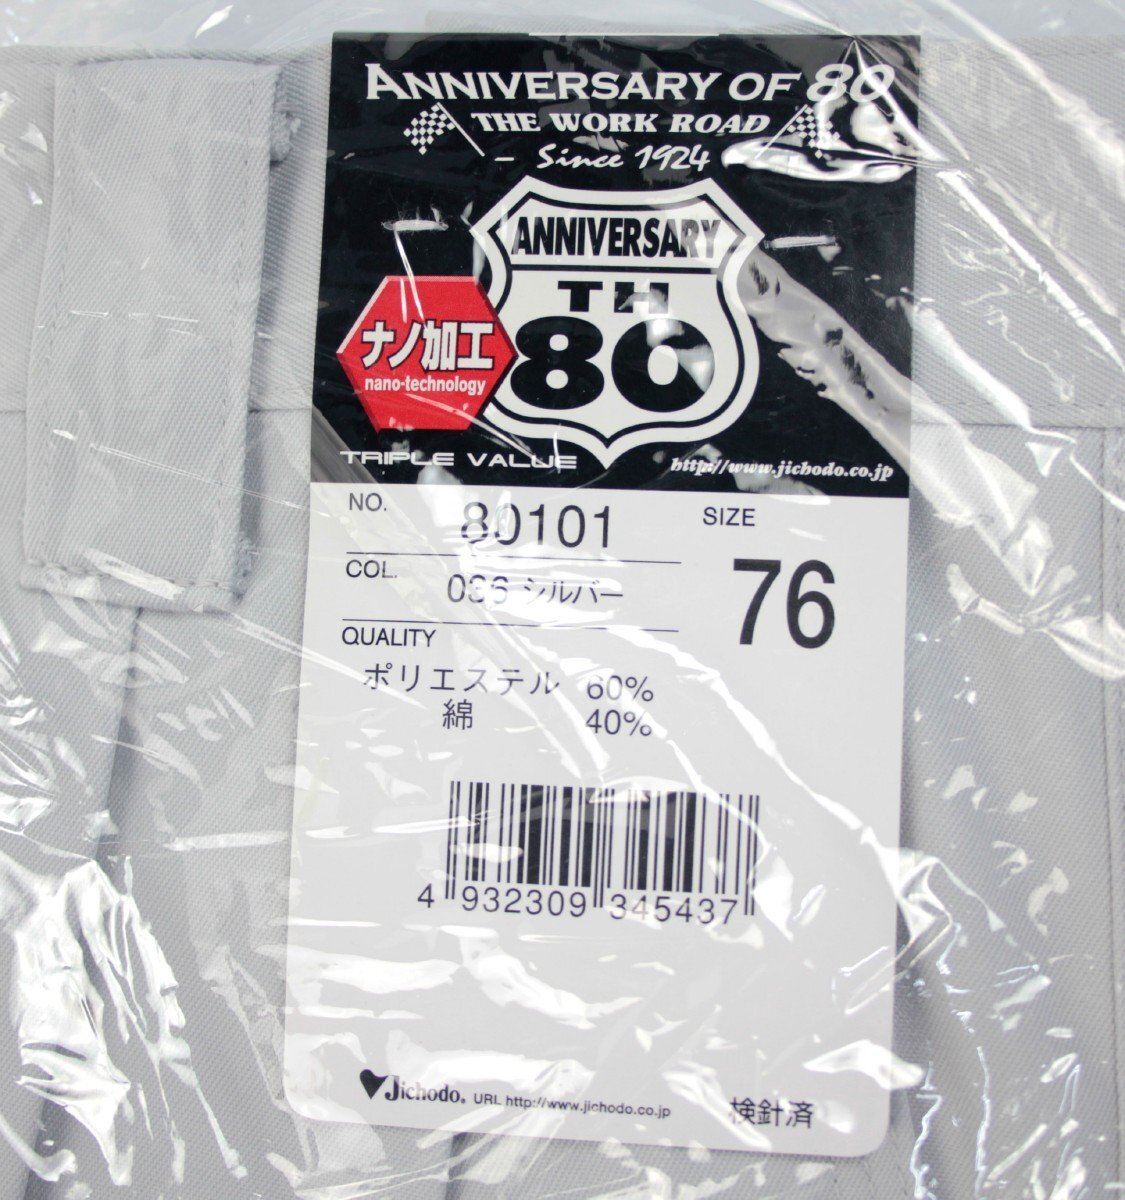 ANNIVERSARY OF 80
THE WORK ROAD
Since 1924
ANNIVERSARY
TH
80
ナノ加工
nano-technology
TRIPLE VALUE
http://www.jichodo.co.jp
NO. 80101
SIZE
76
COL. 036 シルバー
QUALITY
ポリエステル 60%
綿 40%
4 932309 345437
Jichodo. URL http://www.jichodo.co.jp
検針済